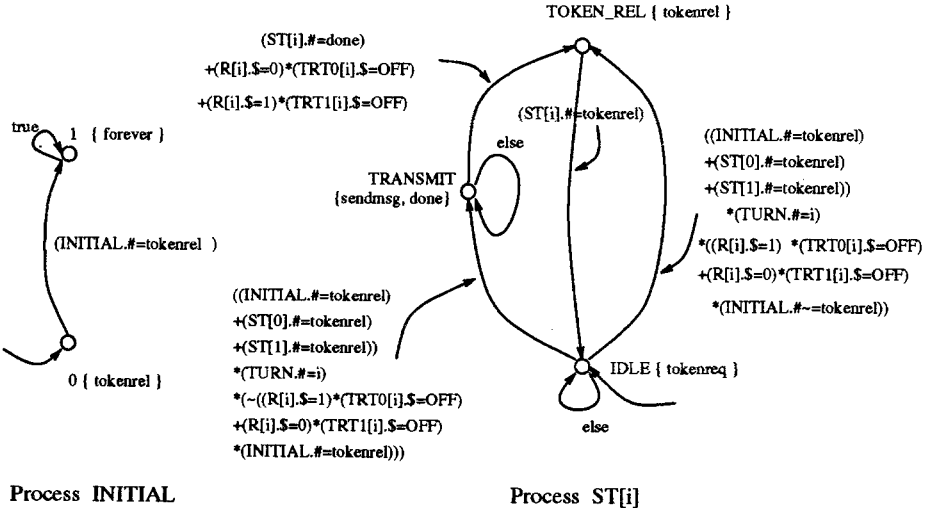 TOKEN_REL { tokenrel }
(ST[i].#=done)
+(R[i].$=0)*(TRT0[i].$=OFF)
+(R[i].$=1)*(TRT1[i].$=OFF)
(ST[i].#=tokenrel)
else
true
1 { forever }
((INITIAL.#=tokenrel)
+(ST[0].#=tokenrel)
+(ST[1].#=tokenrel))
*(TURN.#=i)
*((R[i].$=1) *(TRT0[i].$=OFF)
+(R[i].$=0)*(TRT1[i].$=OFF)
*(INITIAL.#~=tokenrel))
TRANSMIT
{sendmsg, done}
(INITIAL.#=tokenrel )
((INITIAL.#=tokenrel)
+(ST[0].#=tokenrel)
+(ST[1].#=tokenrel))
*(TURN.#=i)
*(~((R[i].$=1)*(TRT0[i].$=OFF)
+(R[i].$=0)*(TRT1[i].$=OFF)
*(INITIAL.#=tokenrel)))
0 { tokenrel }
IDLE { tokenreq }
else
Process INITIAL
Process ST[i]